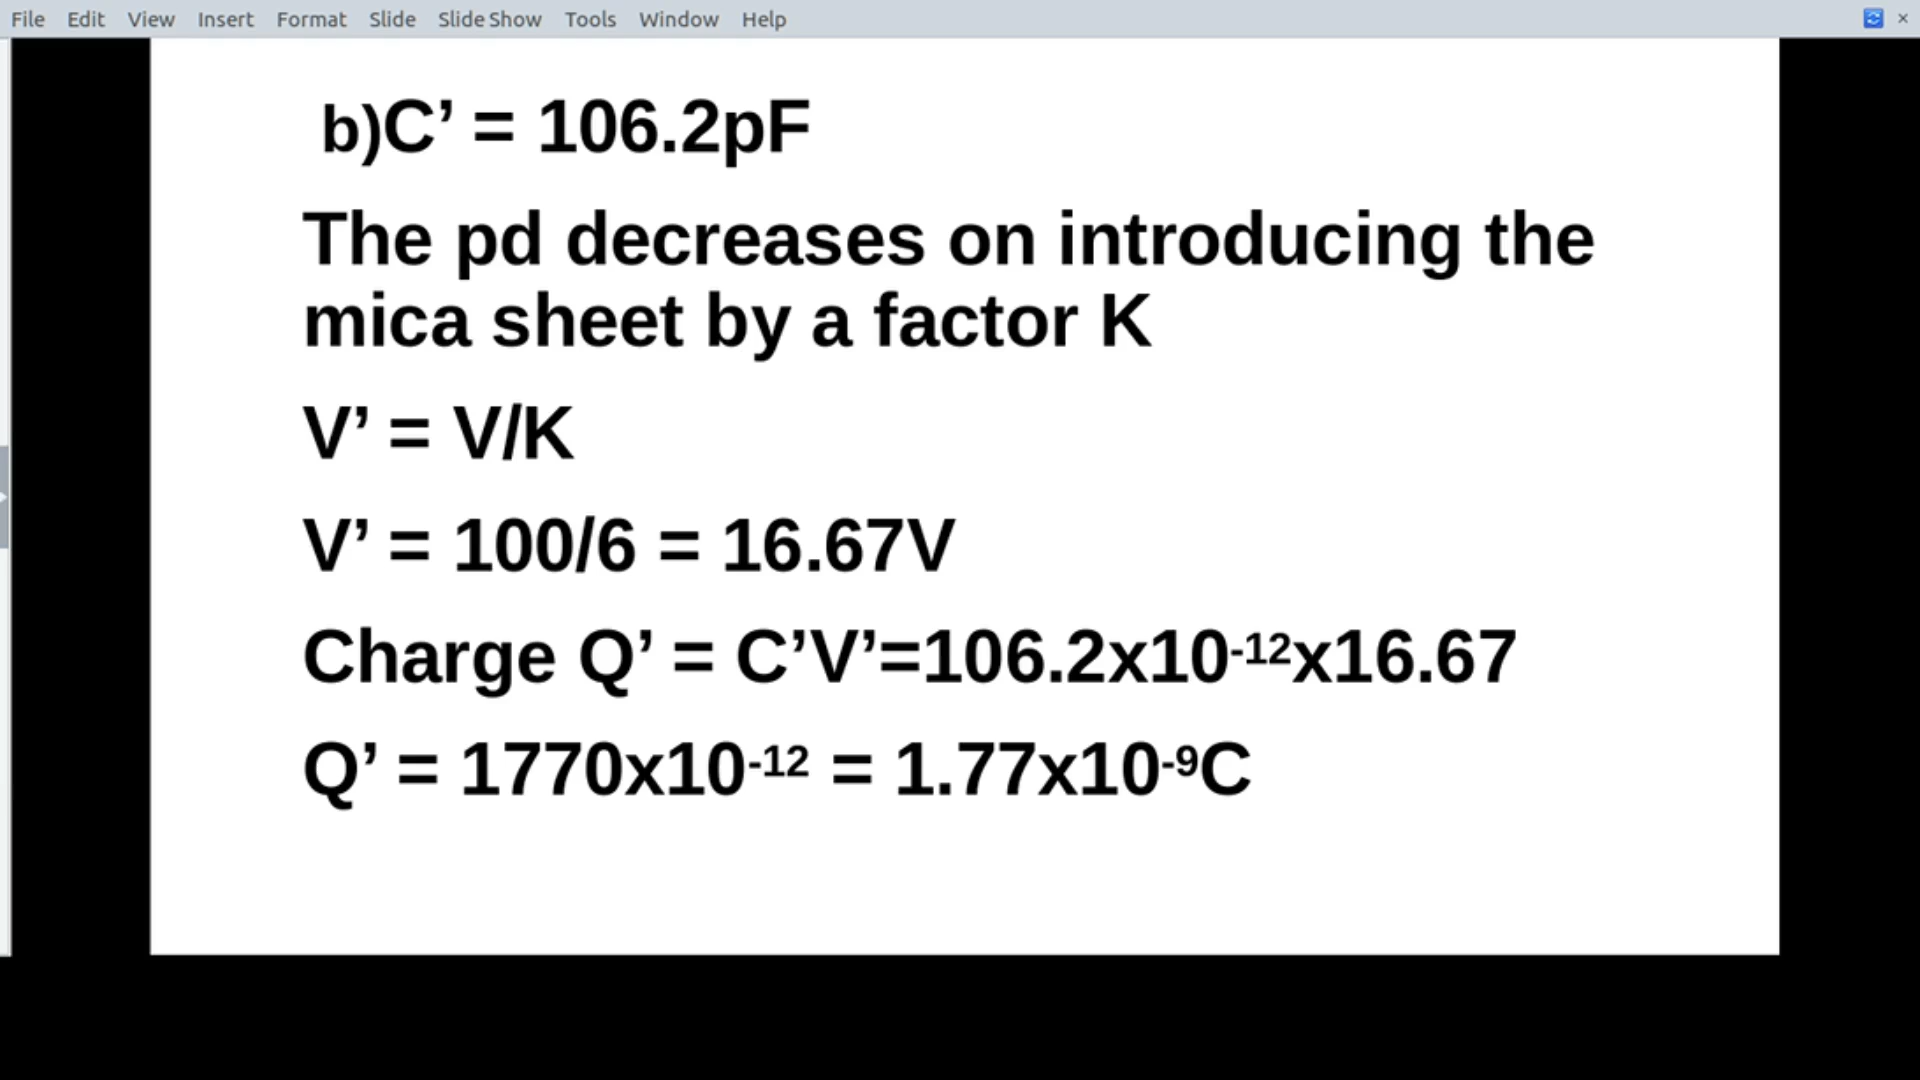 File Edit View Insert Format Slide Slide Show Tools Window Help
b)C’ = 106.2pF
The pd decreases on introducing the
mica sheet by a factor K
V’ = V/K
V’ = 100/6 = 16.67V
Charge Q’ = C’V’=106.2x10⁻¹²x16.67
Q’ = 1770x10⁻¹² = 1.77x10⁻⁹C